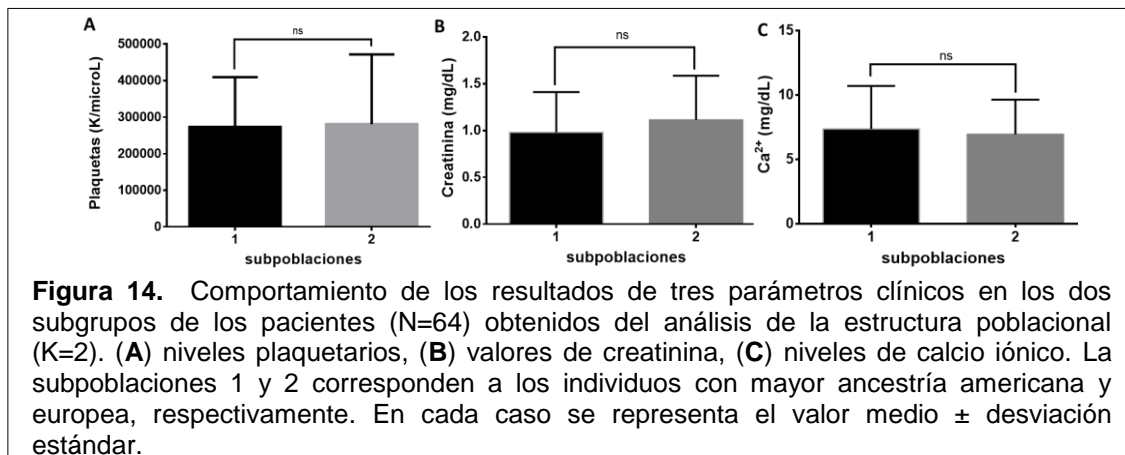 A
ns
Plaquetas (K/microL)
500000
400000
300000
200000
100000
0
1 2
subpoblaciones
B
ns
Creatinina (mg/dL)
2.0
1.5
1.0
0.5
0.0
1 2
subpoblaciones
C
ns
Ca²⁺ (mg/dL)
15
10
5
0
1 2
subpoblaciones
Figura 14. Comportamiento de los resultados de tres parámetros clínicos en los dos
subgrupos de los pacientes (N=64) obtenidos del análisis de la estructura poblacional
(K=2). (A) niveles plaquetarios, (B) valores de creatinina, (C) niveles de calcio iónico. La
subpoblaciones 1 y 2 corresponden a los individuos con mayor ancestría americana y
europea, respectivamente. En cada caso se representa el valor medio ± desviación
estándar.